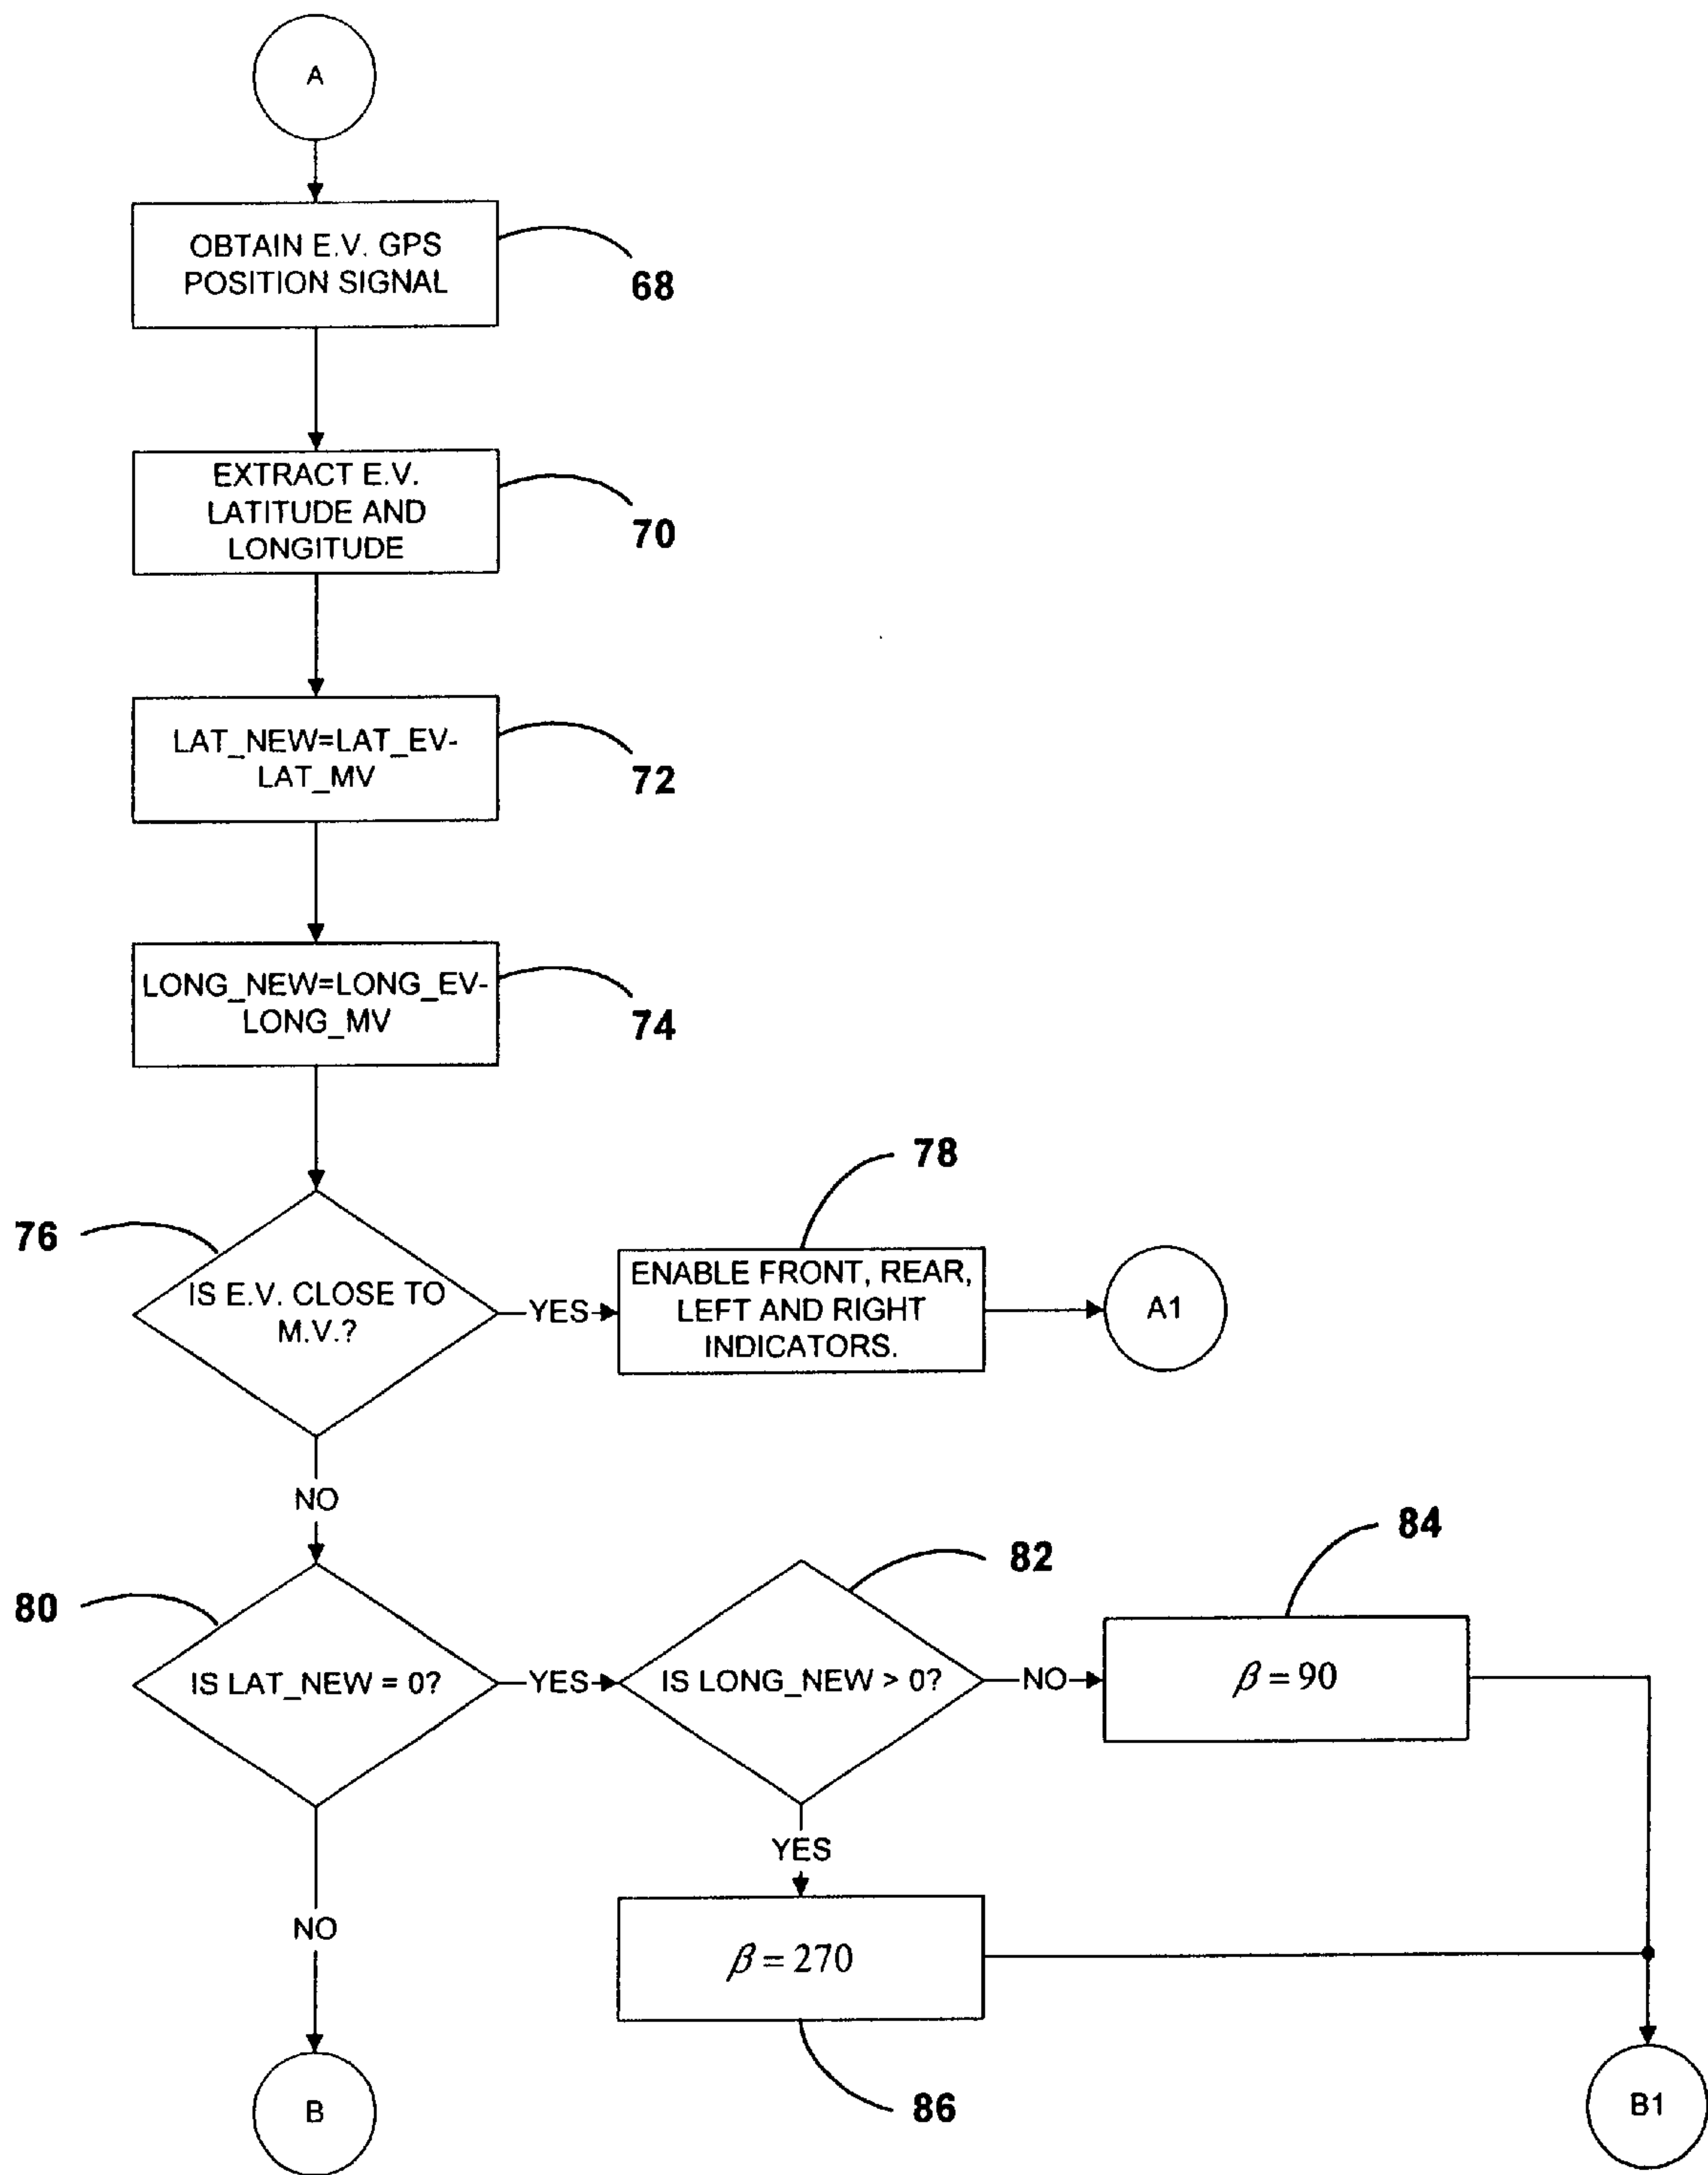 A
OBTAIN E.V. GPS
POSITION SIGNAL
68
EXTRACT E.V.
LATITUDE AND
LONGITUDE
70
LAT_NEW=LAT_EV-
LAT_MV
72
LONG_NEW=LONG_EV-
LONG_MV
74
76
IS E.V. CLOSE TO
M.V.?
YES
78
ENABLE FRONT, REAR,
LEFT AND RIGHT
INDICATORS.
A1
NO
80
IS LAT_NEW = 0?
YES
82
IS LONG_NEW > 0?
NO
84
β = 90
YES
NO
β = 270
86
B
B1